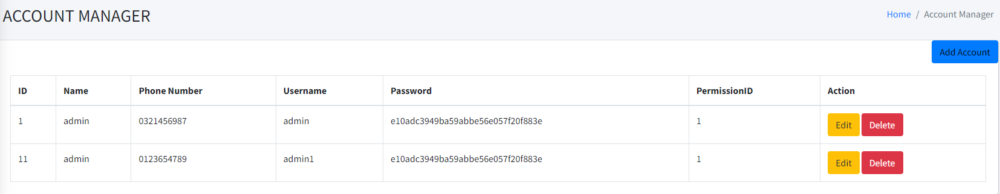 ACCOUNT MANAGER
Home / Account Manager
Add Account
ID Name Phone Number Username Password PermissionID Action
1 admin 0321456987 admin e10adc3949ba59abbe56e057f20f883e 1 Edit Delete
11 admin 0123654789 admin1 e10adc3949ba59abbe56e057f20f883e 1 Edit Delete